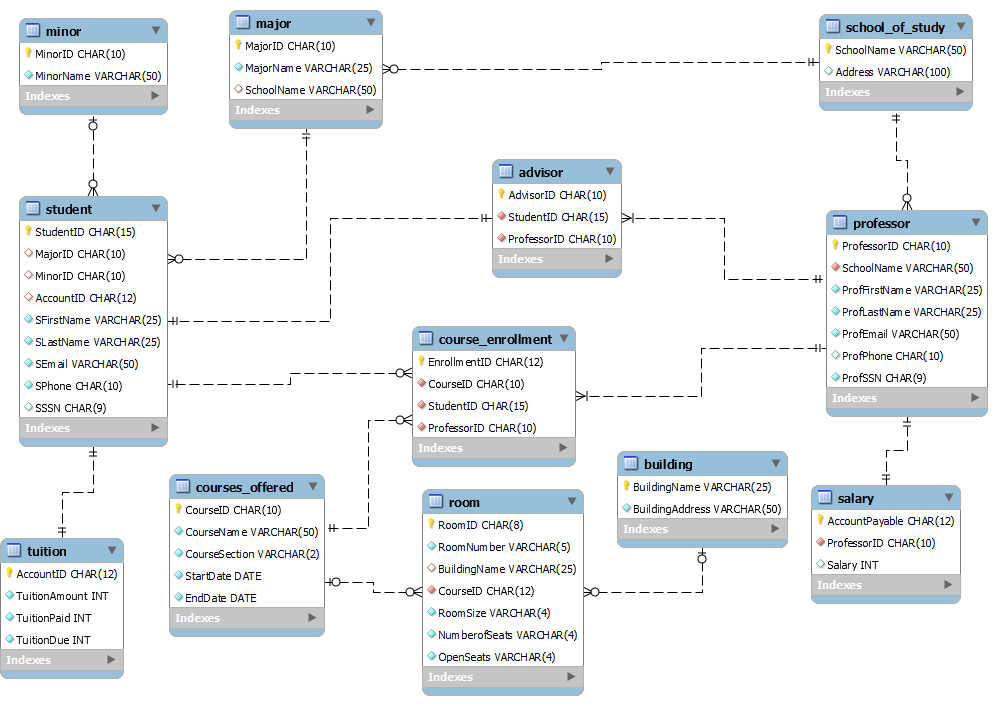 minor
MinorID CHAR(10)
MinorName VARCHAR(50)
Indexes
major
MajorID CHAR(10)
MajorName VARCHAR(25)
SchoolName VARCHAR(50)
Indexes
school_of_study
SchoolName VARCHAR(50)
Address VARCHAR(100)
Indexes
student
StudentID CHAR(15)
MajorID CHAR(10)
MinorID CHAR(10)
AccountID CHAR(12)
SFirstName VARCHAR(25)
SLastName VARCHAR(25)
SEmail VARCHAR(50)
SPhone CHAR(10)
SSSN CHAR(9)
Indexes
advisor
AdvisorID CHAR(10)
StudentID CHAR(15)
ProfessorID CHAR(10)
Indexes
professor
ProfessorID CHAR(10)
SchoolName VARCHAR(50)
ProfFirstName VARCHAR(25)
ProfLastName VARCHAR(25)
ProfEmail VARCHAR(50)
ProfPhone CHAR(10)
ProfSSN CHAR(9)
Indexes
course_enrollment
EnrollmentID CHAR(12)
CourseID CHAR(10)
StudentID CHAR(15)
ProfessorID CHAR(10)
Indexes
courses_offered
CourseID CHAR(10)
CourseName VARCHAR(50)
CourseSection VARCHAR(2)
StartDate DATE
EndDate DATE
Indexes
room
RoomID CHAR(8)
RoomNumber VARCHAR(5)
BuildingName VARCHAR(25)
CourseID CHAR(12)
RoomSize VARCHAR(4)
NumberofSeats VARCHAR(4)
OpenSeats VARCHAR(4)
Indexes
building
BuildingName VARCHAR(25)
BuildingAddress VARCHAR(50)
Indexes
salary
AccountPayable CHAR(12)
ProfessorID CHAR(10)
Salary INT
Indexes
tuition
AccountID CHAR(12)
TuitionAmount INT
TuitionPaid INT
TuitionDue INT
Indexes